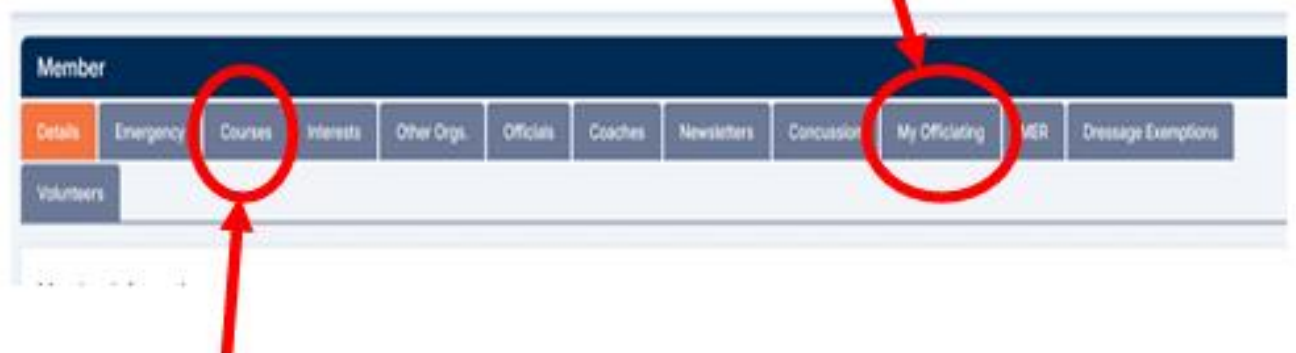 Member
Details Emergency Courses Interests Other Orgs. Officials Coaches Newsletters Concussion My Officiating MER Dressage Exemptions
Volunteers